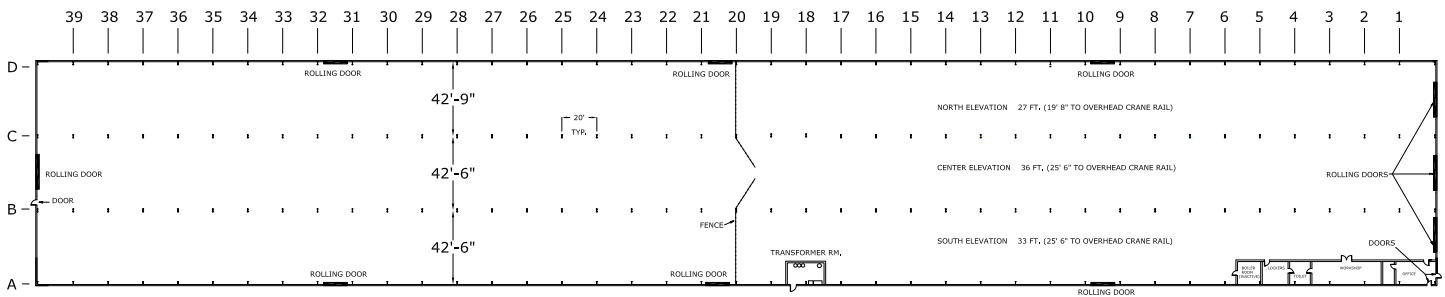 39 38 37 36 35 34 33 32 31 30 29 28 27 26 25 24 23 22 21 20 19 18 17 16 15 14 13 12 11 10 9 8 7 6 5 4 3 2 1
D
ROLLING DOOR
ROLLING DOOR
ROLLING DOOR
42'-9"
20'
TYP.
NORTH ELEVATION 27 FT. (19' 8" TO OVERHEAD CRANE RAIL)
C
ROLLING DOOR
42'-6"
CENTER ELEVATION 36 FT. (25' 6" TO OVERHEAD CRANE RAIL)
ROLLING DOORS
DOOR
B
FENCE
42'-6"
SOUTH ELEVATION 33 FT. (25' 6" TO OVERHEAD CRANE RAIL)
DOORS
TRANSFORMER RM.
ROLLING DOOR
ROLLING DOOR
BOILER
ROOM
(INACTIVE)
LOCKERS
TOILET
WORKSHOP
OFFICE
A
ROLLING DOOR